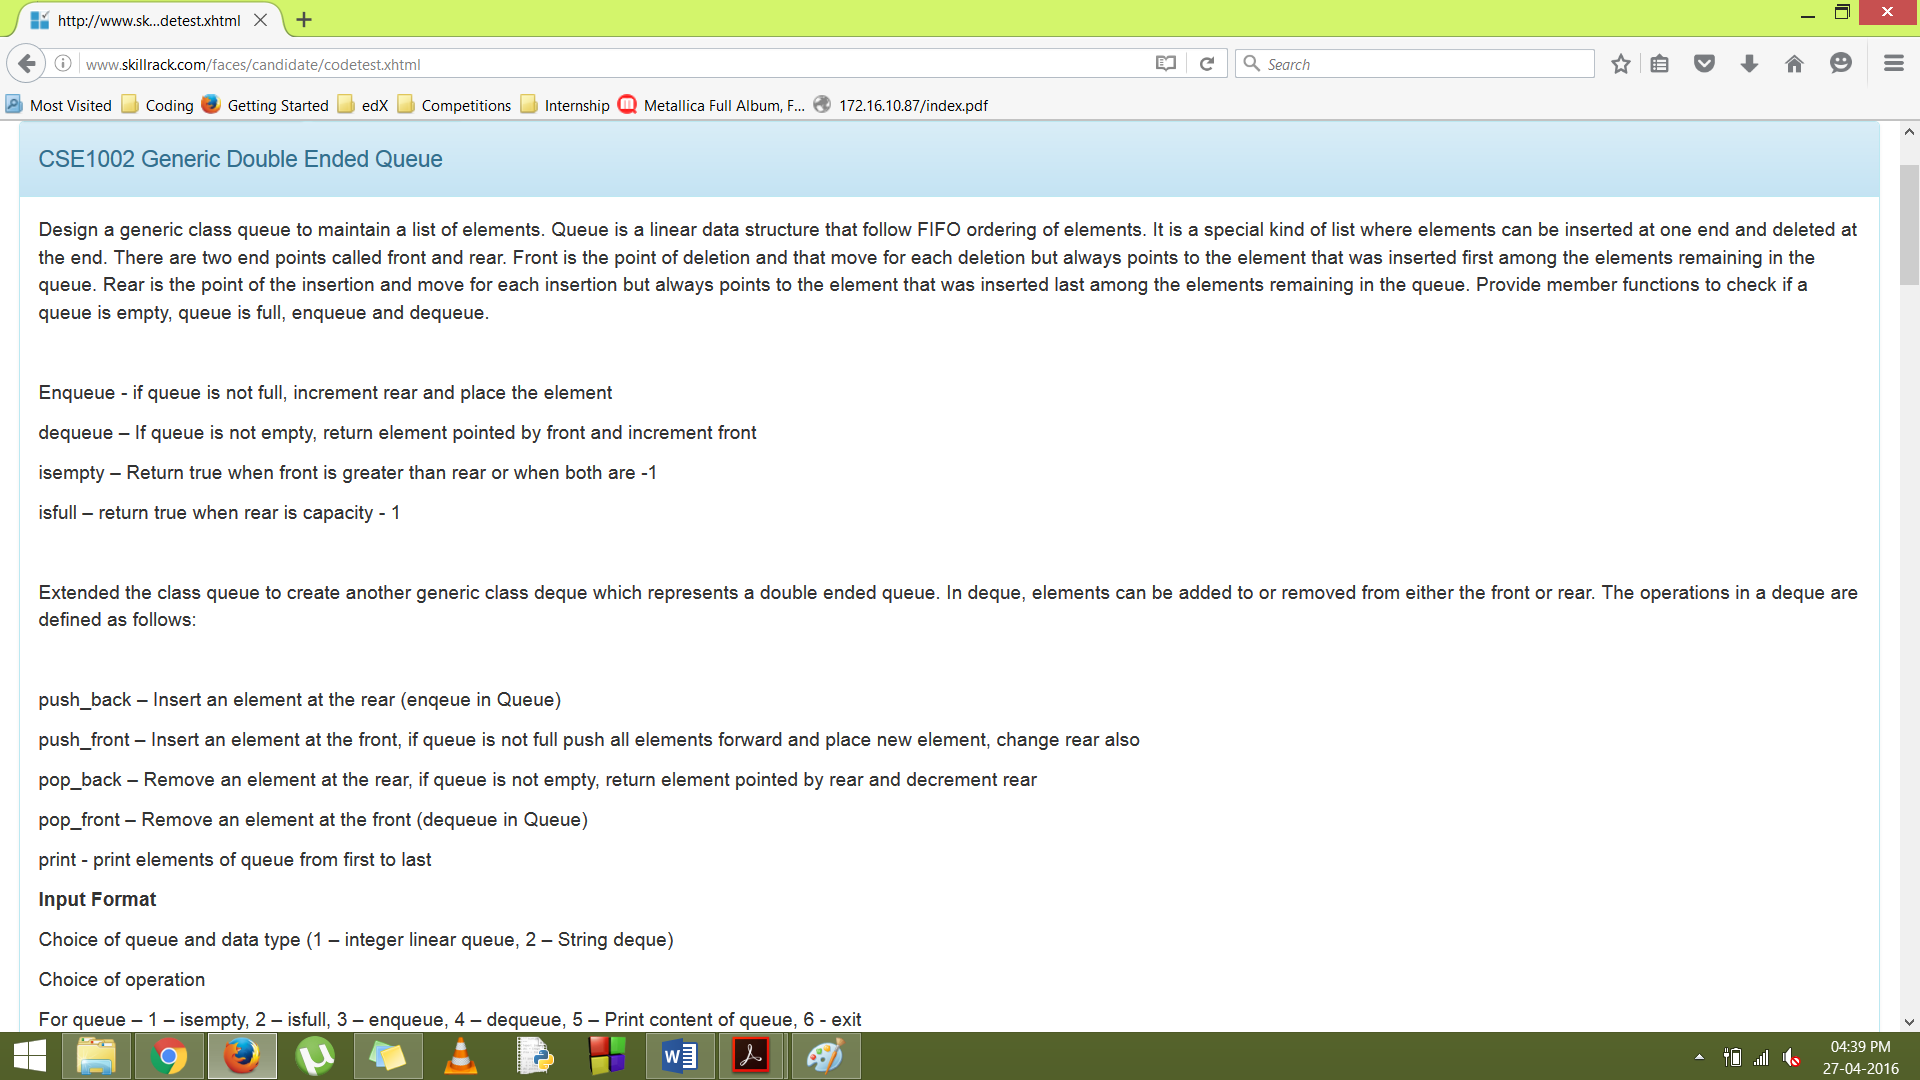 http://www.sk...detest.xhtml
www.skillrack.com/faces/candidate/codetest.xhtml
Search
Most Visited Coding Getting Started edX Competitions Internship Metallica Full Album, F... 172.16.10.87/index.pdf
CSE1002 Generic Double Ended Queue
Design a generic class queue to maintain a list of elements. Queue is a linear data structure that follow FIFO ordering of elements. It is a special kind of list where elements can be inserted at one end and deleted at
the end. There are two end points called front and rear. Front is the point of deletion and that move for each deletion but always points to the element that was inserted first among the elements remaining in the
queue. Rear is the point of the insertion and move for each insertion but always points to the element that was inserted last among the elements remaining in the queue. Provide member functions to check if a
queue is empty, queue is full, enqueue and dequeue.
Enqueue - if queue is not full, increment rear and place the element
dequeue – If queue is not empty, return element pointed by front and increment front
isempty – Return true when front is greater than rear or when both are -1
isfull – return true when rear is capacity - 1
Extended the class queue to create another generic class deque which represents a double ended queue. In deque, elements can be added to or removed from either the front or rear. The operations in a deque are
defined as follows:
push_back – Insert an element at the rear (enqeue in Queue)
push_front – Insert an element at the front, if queue is not full push all elements forward and place new element, change rear also
pop_back – Remove an element at the rear, if queue is not empty, return element pointed by rear and decrement rear
pop_front – Remove an element at the front (dequeue in Queue)
print - print elements of queue from first to last
Input Format
Choice of queue and data type (1 – integer linear queue, 2 – String deque)
Choice of operation
For queue – 1 – isempty, 2 – isfull, 3 – enqueue, 4 – dequeue, 5 – Print content of queue, 6 - exit
04:39 PM
27-04-2016